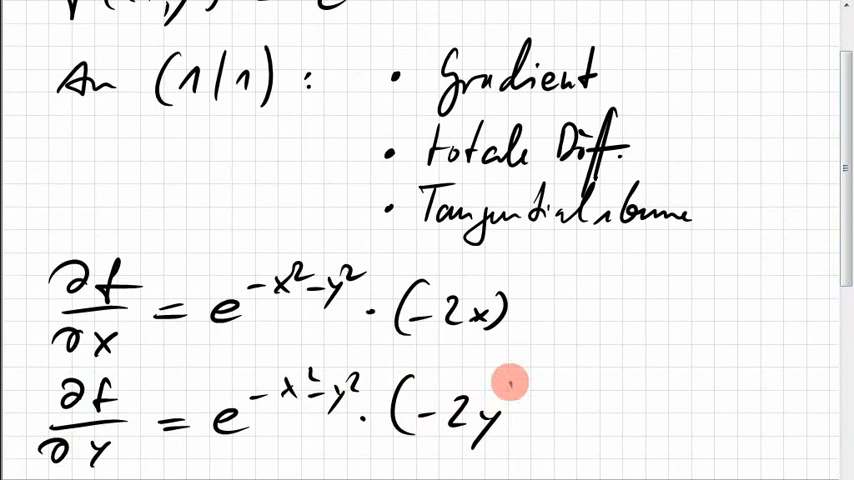 An (1/1) : • Gradient
• totale Diff.
• Tangentialebene
∂f/∂x = e^(-x²-y²) · (-2x)
∂f/∂y = e^(-x²-y²) · (-2y